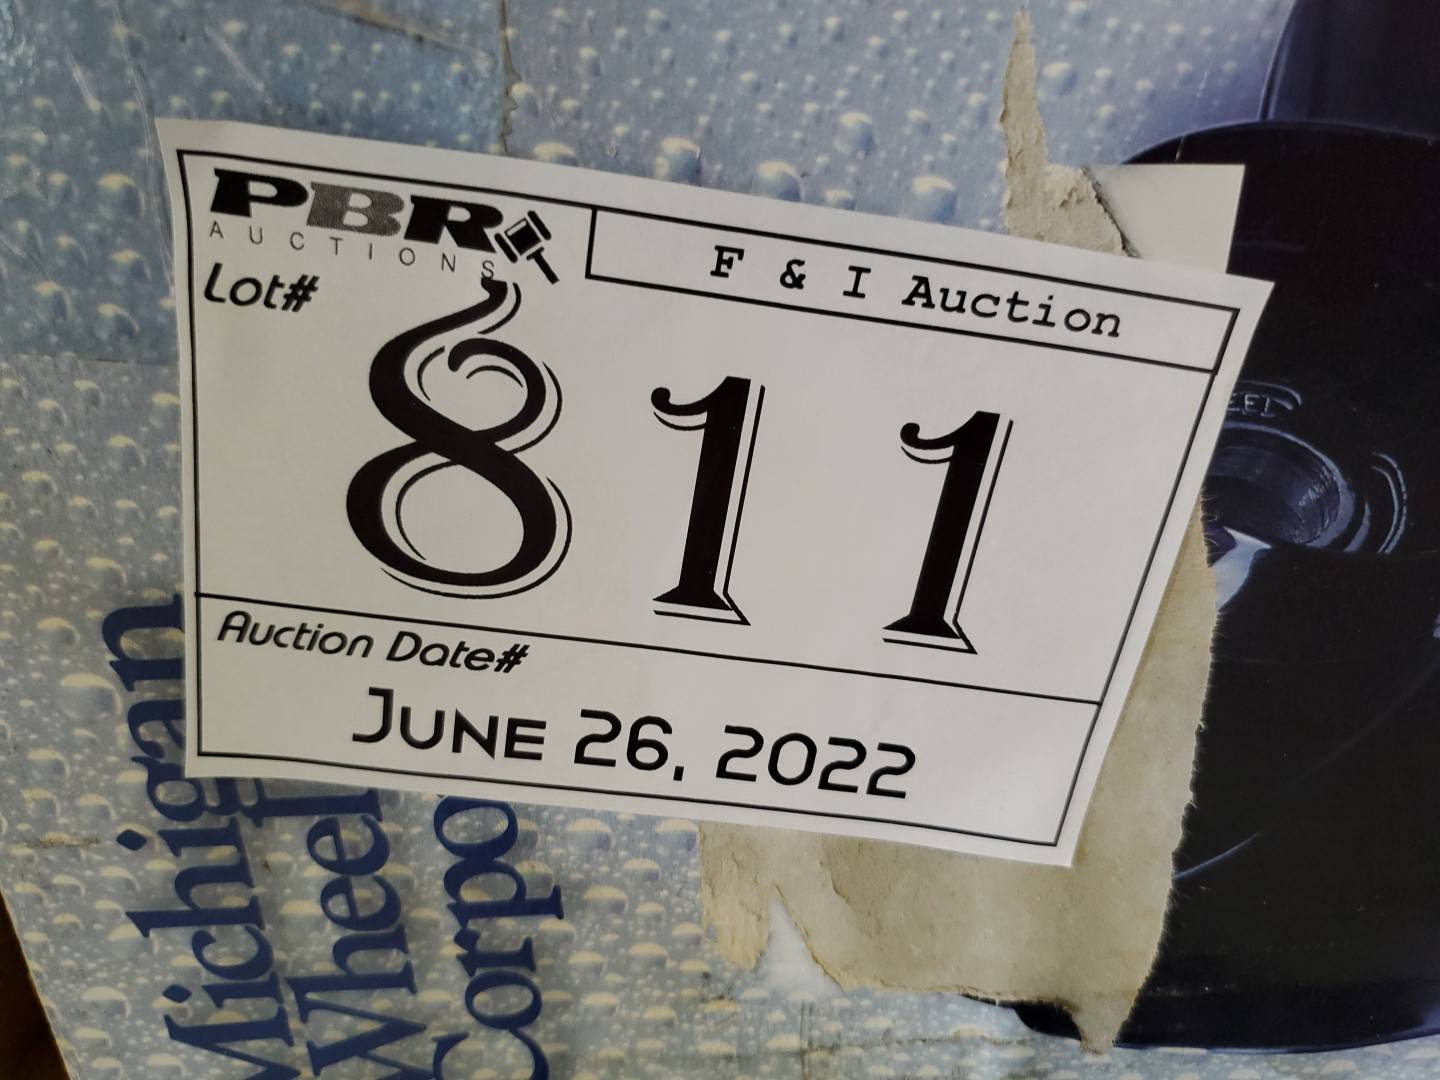 PBR
AUCTIONS
F & I Auction
Lot#
811
Auction Date#
JUNE 26, 2022
Michigan
Wheel
Corpo